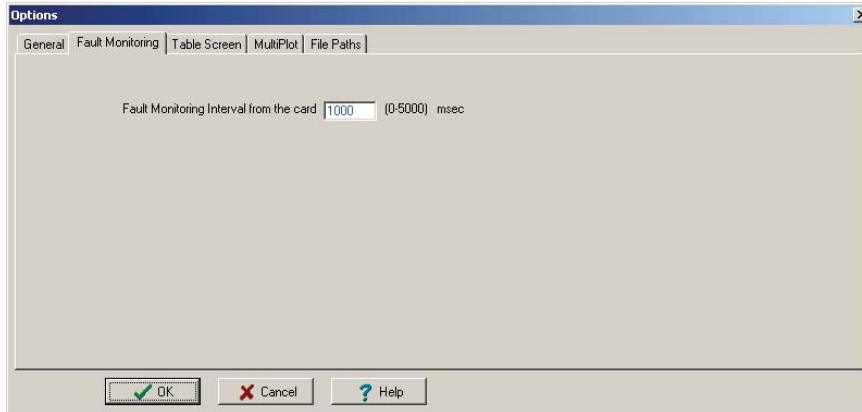 Options
General Fault Monitoring Table Screen MultiPlot File Paths
Fault Monitoring Interval from the card 1000 (0-5000) msec
OK Cancel ? Help